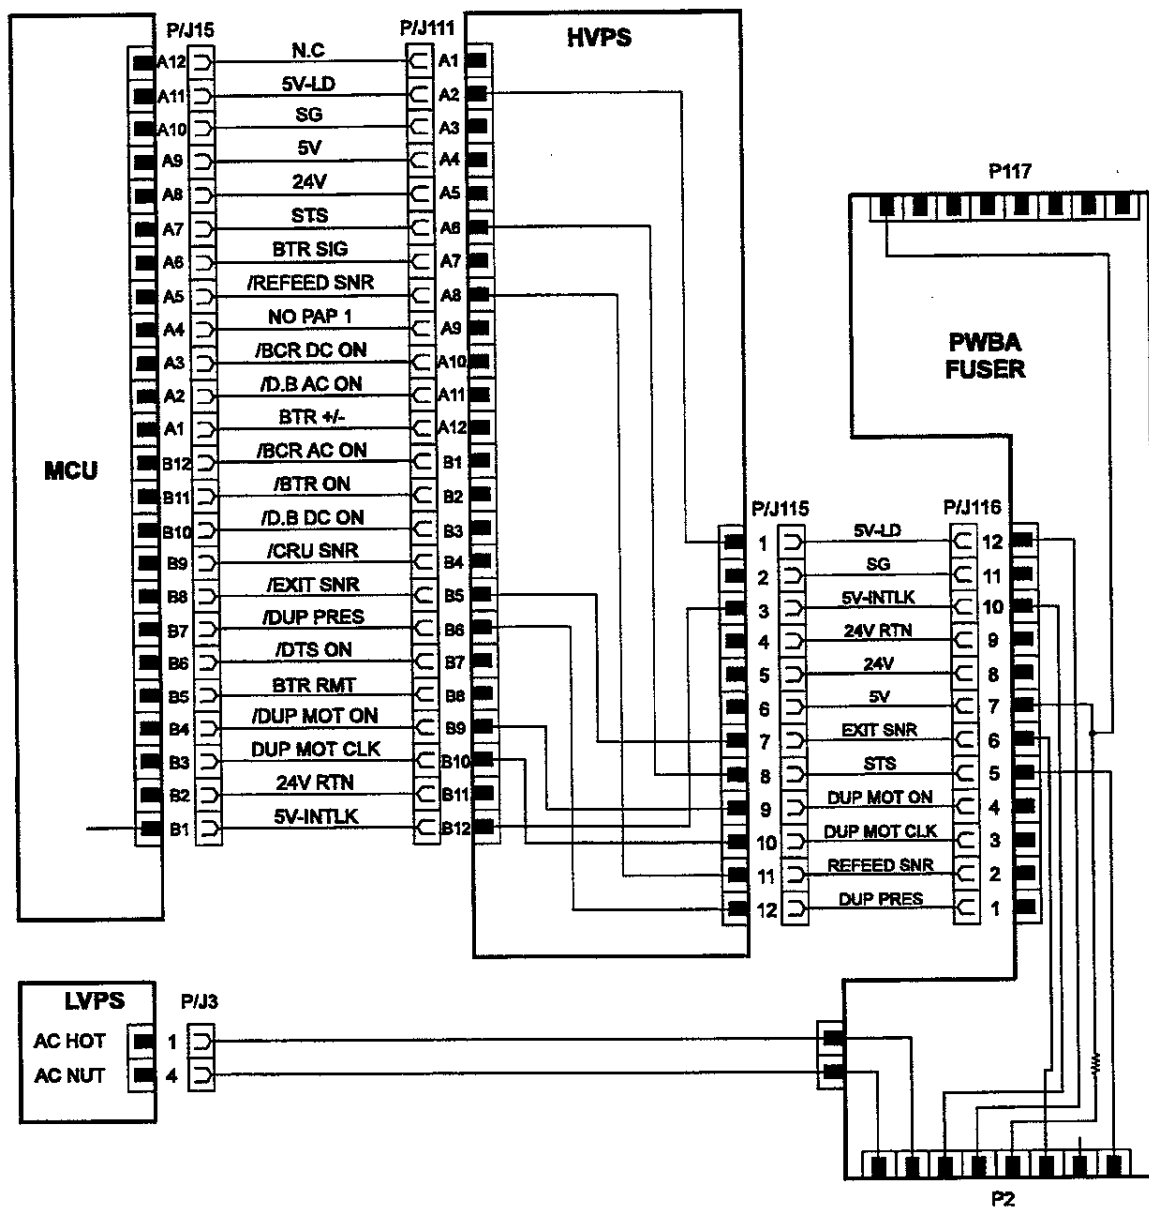 P/J15
P/J111
HVPS
A12 N.C A1
A11 5V-LD A2
A10 SG A3
A9 5V A4
A8 24V A5
A7 STS A6
A6 BTR SIG A7
A5 /REFEED SNR A8
A4 NO PAP 1 A9
A3 /BCR DC ON A10
A2 /D.B AC ON A11
A1 BTR +/- A12
MCU
B12 /BCR AC ON B1
B11 /BTR ON B2
B10 /D.B DC ON B3
B9 /CRU SNR B4
B8 /EXIT SNR B5
B7 /DUP PRES B6
B6 /DTS ON B7
B5 BTR RMT B8
B4 /DUP MOT ON B9
B3 DUP MOT CLK B10
B2 24V RTN B11
B1 5V-INTLK B12
P117
PWBA
FUSER
P/J115
P/J116
1 5V-LD 12
2 SG 11
3 5V-INTLK 10
4 24V RTN 9
5 24V 8
6 5V 7
7 EXIT SNR 6
8 STS 5
9 DUP MOT ON 4
10 DUP MOT CLK 3
11 REFEED SNR 2
12 DUP PRES 1
LVPS
P/J3
AC HOT 1
AC NUT 4
P2